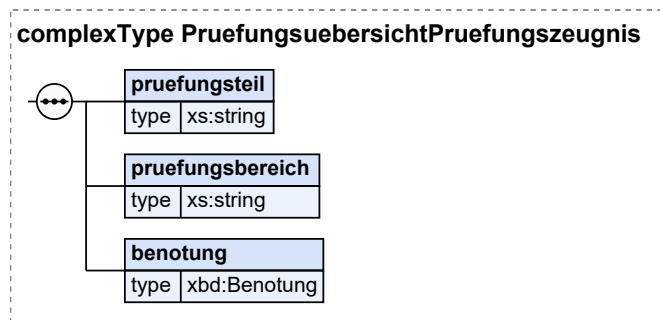 complexType PruefungsuebersichtPruefungszeugnis
pruefungsteil
type xs:string
pruefungsbereich
type xs:string
benotung
type xbd:Benotung